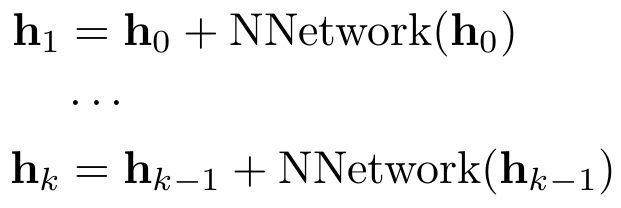 h₁ = h₀ + NNetwork(h₀)
...
hₖ = hₖ₋₁ + NNetwork(hₖ₋₁)